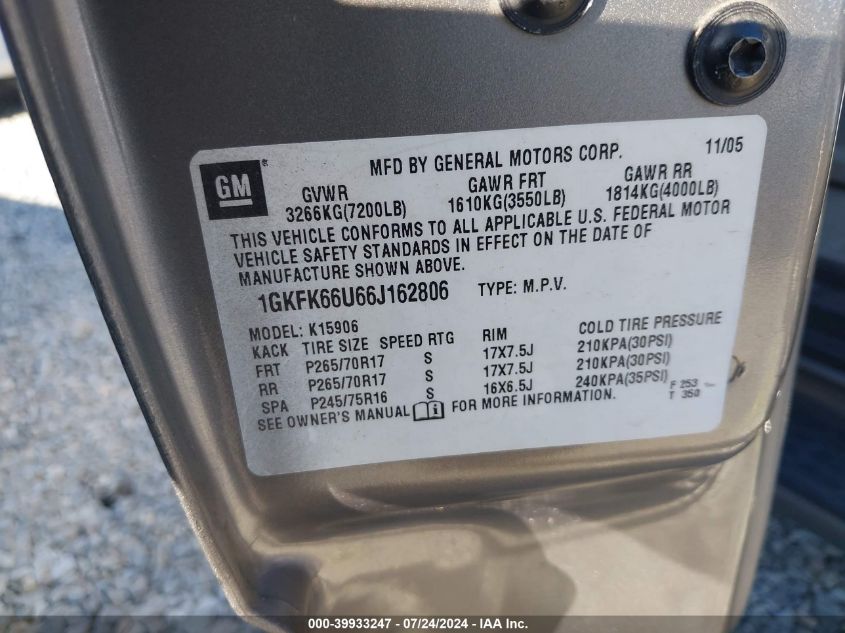 GM ® MFD BY GENERAL MOTORS CORP. 11/05
GVWR GAWR FRT GAWR RR
3266KG(7200LB) 1610KG(3550LB) 1814KG(4000LB)
THIS VEHICLE CONFORMS TO ALL APPLICABLE U.S. FEDERAL MOTOR
VEHICLE SAFETY STANDARDS IN EFFECT ON THE DATE OF
MANUFACTURE SHOWN ABOVE.
1GKFK66U66J162806 TYPE: M.P.V.
MODEL: K15906
KACK TIRE SIZE SPEED RTG RIM COLD TIRE PRESSURE
FRT P265/70R17 S 17X7.5J 210KPA(30PSI)
RR P265/70R17 S 17X7.5J 210KPA(30PSI)
SPA P245/75R16 S 16X6.5J 240KPA(35PSI) F 253
SEE OWNER'S MANUAL i FOR MORE INFORMATION. T 350
000-39933247 - 07/24/2024 - IAA Inc.